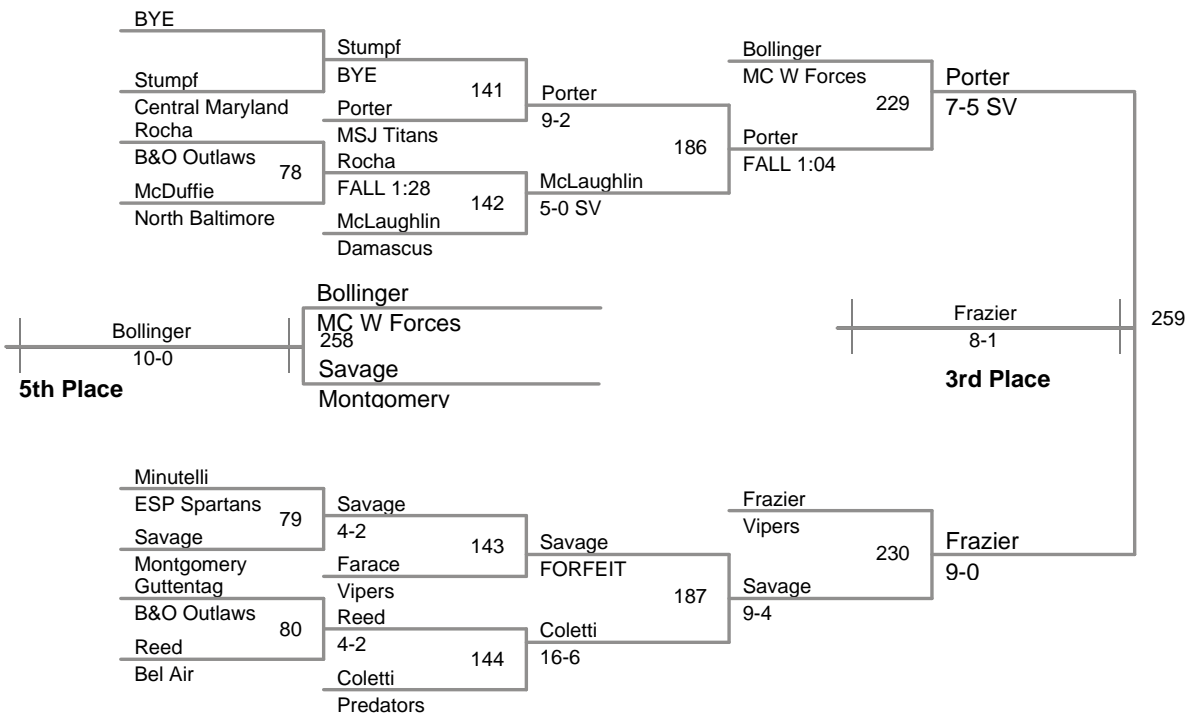 BYE
Stumpf
Central Maryland
Rocha
B&O Outlaws
78
McDuffie
North Baltimore
Stumpf
BYE
141
Porter
MSJ Titans
Rocha
FALL 1:28
142
McLaughlin
Damascus
Porter
9-2
186
McLaughlin
5-0 SV
Bollinger
MC W Forces
229
Porter
FALL 1:04
Porter
7-5 SV
Bollinger
10-0
5th Place
Bollinger
MC W Forces
258
Savage
Montgomery
Frazier
8-1
3rd Place
259
Minutelli
ESP Spartans
79
Savage
Montgomery
Guttentag
B&O Outlaws
80
Reed
Bel Air
Savage
4-2
143
Farace
Vipers
Reed
4-2
144
Coletti
Predators
Savage
FORFEIT
187
Coletti
16-6
Frazier
Vipers
230
Savage
9-4
Frazier
9-0